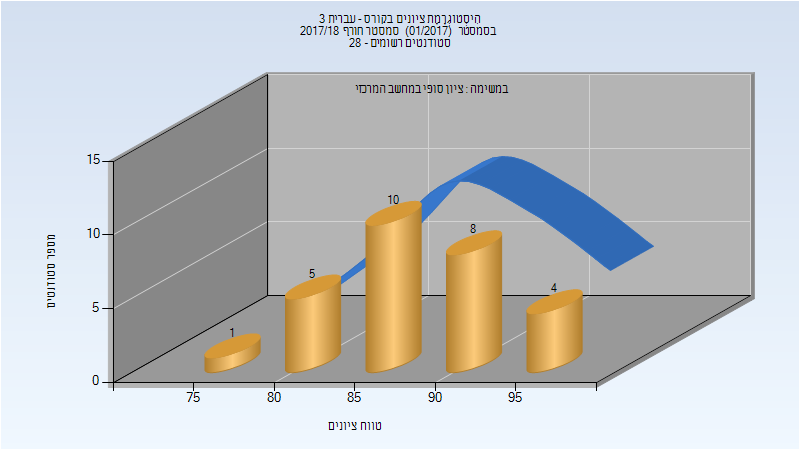 היסטוגרמת ציונים בקורס - עברית 3
בסמסטר (01/2017) סמסטר חורף 2017/18
סטודנטים רשומים - 28
במשימה : ציון סופי במחשב המרכזי
מספר סטודנטים
15
10
5
0
1
5
10
8
4
75
80
85
90
95
טווח ציונים